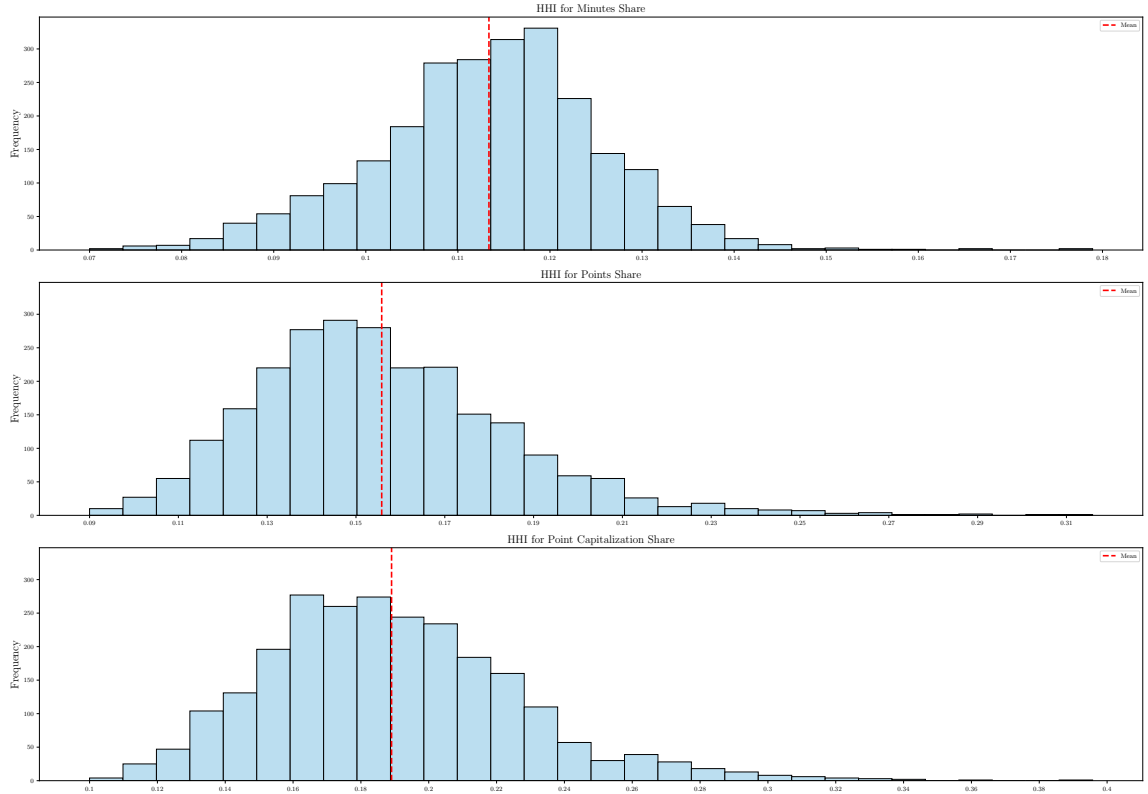 HHI for Minutes Share
Mean
Frequency
300
250
200
150
100
50
0
0.07 0.08 0.09 0.1 0.11 0.12 0.13 0.14 0.15 0.16 0.17 0.18
HHI for Points Share
Mean
Frequency
300
250
200
150
100
50
0
0.09 0.11 0.13 0.15 0.17 0.19 0.21 0.23 0.25 0.27 0.29 0.31
HHI for Point Capitalization Share
Mean
Frequency
300
250
200
150
100
50
0
0.1 0.12 0.14 0.16 0.18 0.2 0.22 0.24 0.26 0.28 0.3 0.32 0.34 0.36 0.38 0.4